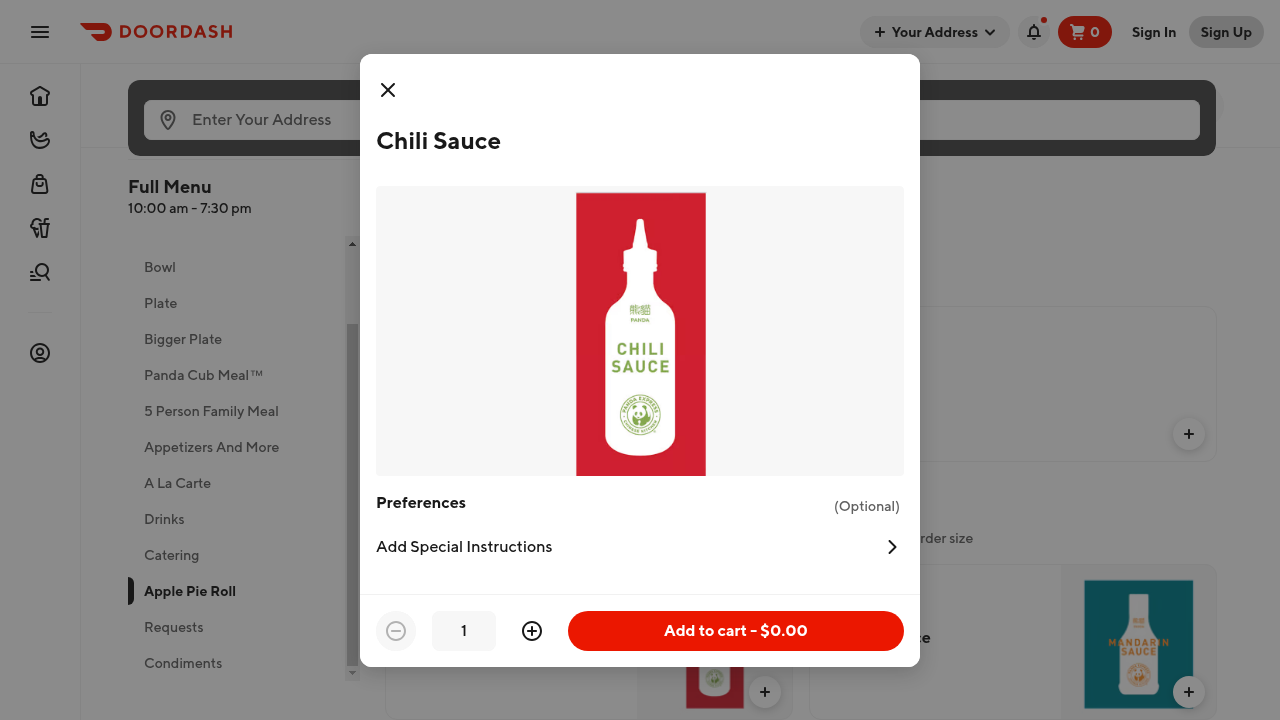 DOORDASH
Your Address
0
Sign In
Sign Up
Enter Your Address
Full Menu
10:00 am - 7:30 pm
Bowl
Plate
Bigger Plate
Panda Cub Meal™
5 Person Family Meal
Appetizers And More
A La Carte
Drinks
Catering
Apple Pie Roll
Requests
Condiments
Chili Sauce
PANDA
CHILI
SAUCE
PANDA EXPRESS
CHINESE KITCHEN
Preferences
(Optional)
Add Special Instructions
1
Add to cart - $0.00
rder size
ce
MANDARIN
SAUCE